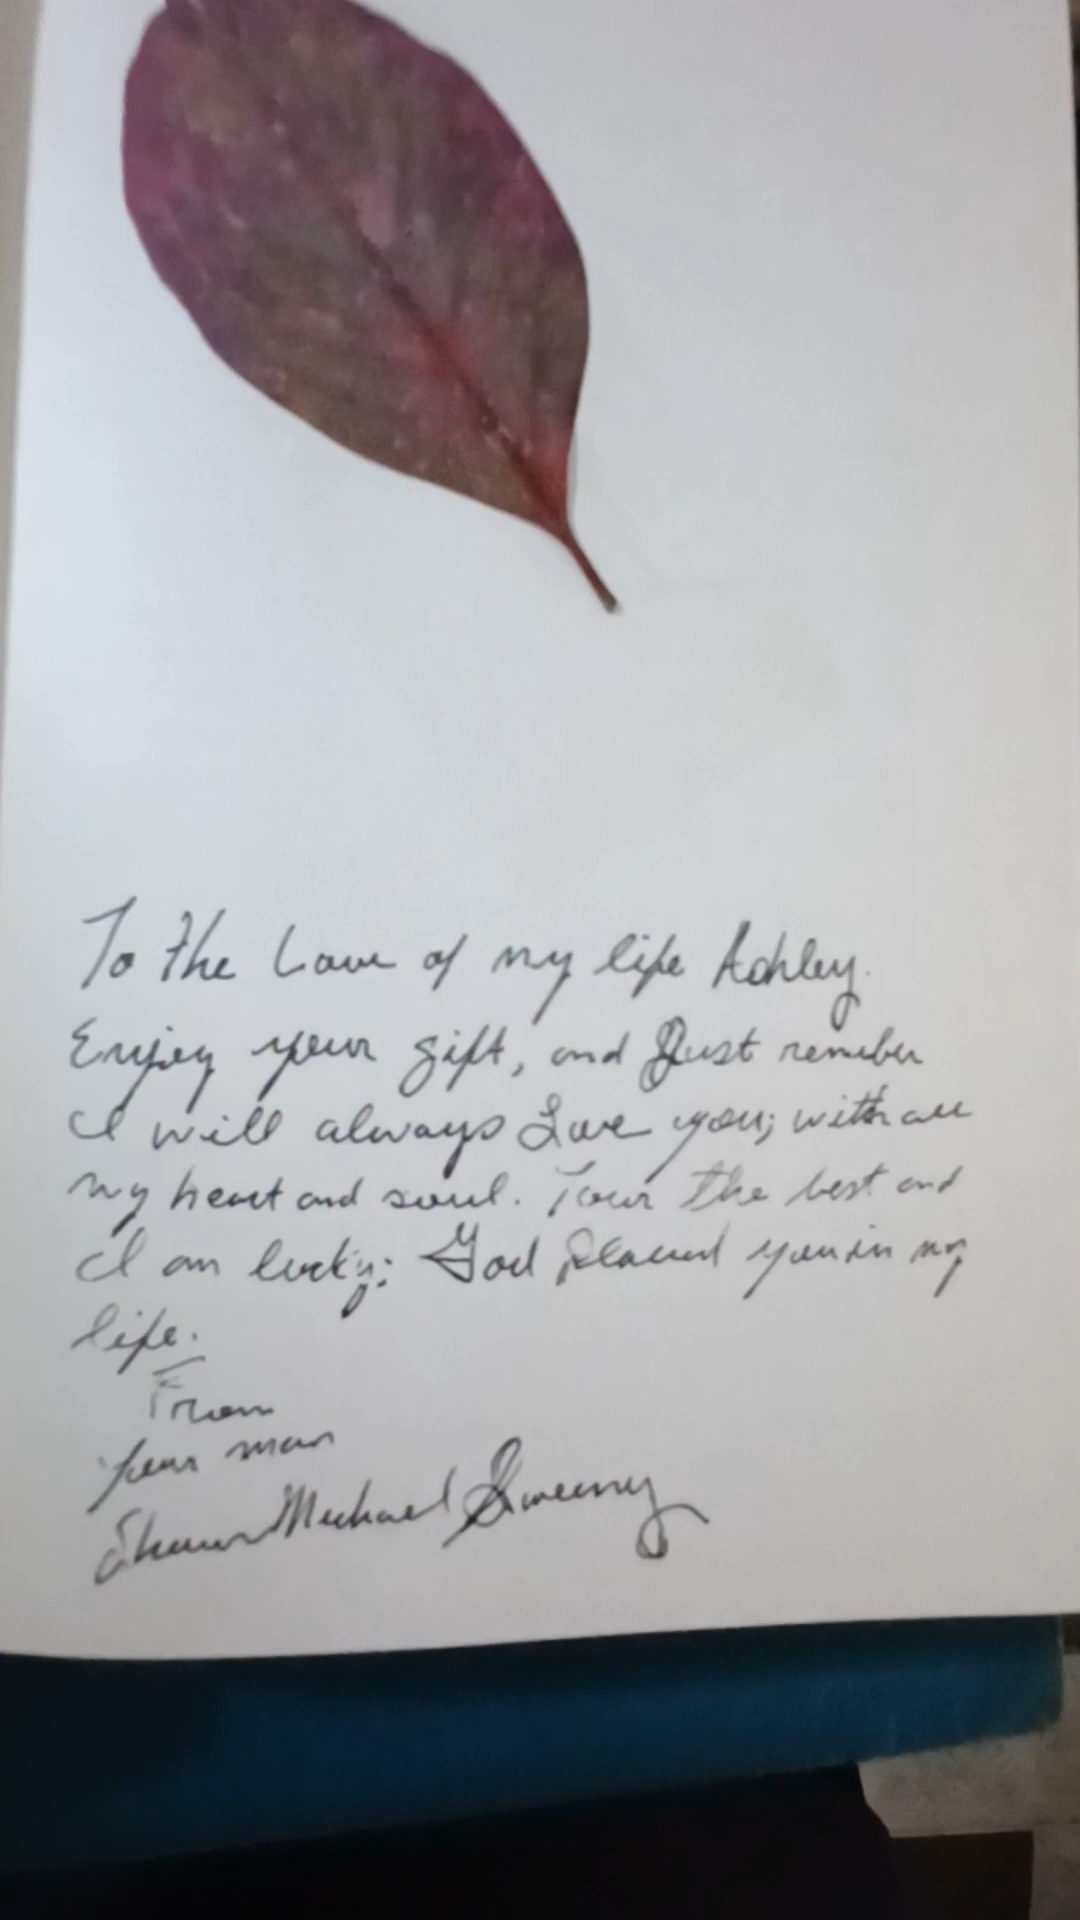 To the Love of my life Ashley.
Enjoy your gift, and Just remember
I will always Love you; with all
my heart and soul. Your the best and
I am lucky; God placed you in my
life.
From
your man
Shawn Michael Sweeny